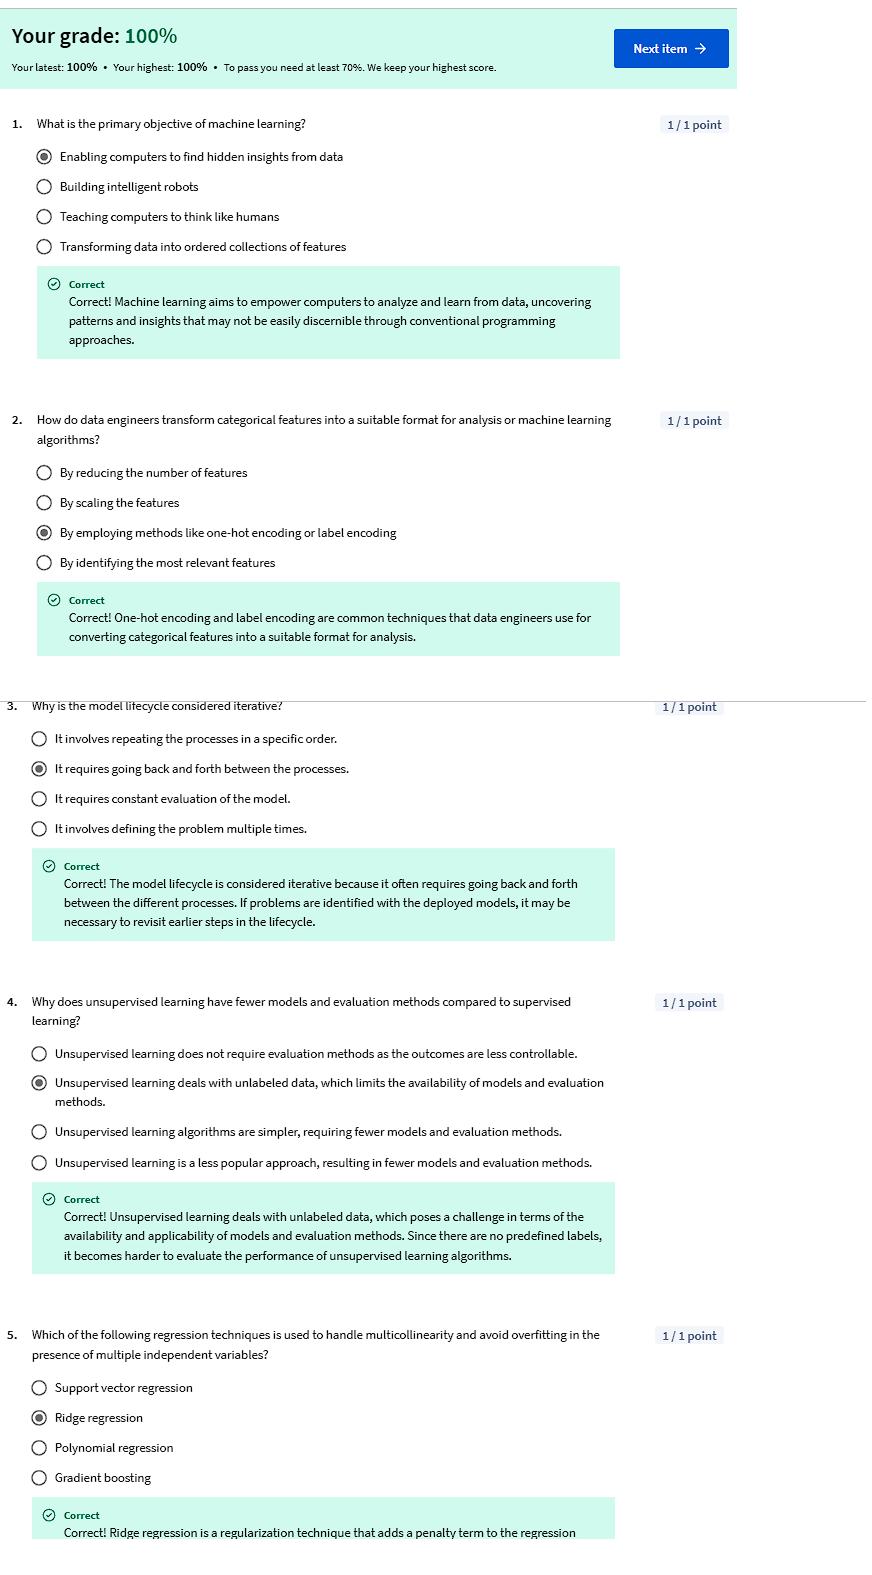 Your grade: 100%
Your latest: 100% • Your highest: 100% • To pass you need at least 70%. We keep your highest score.
Next item →
1. What is the primary objective of machine learning?
1 / 1 point
Enabling computers to find hidden insights from data
Building intelligent robots
Teaching computers to think like humans
Transforming data into ordered collections of features
Correct
Correct! Machine learning aims to empower computers to analyze and learn from data, uncovering
patterns and insights that may not be easily discernible through conventional programming
approaches.
2. How do data engineers transform categorical features into a suitable format for analysis or machine learning
algorithms?
1 / 1 point
By reducing the number of features
By scaling the features
By employing methods like one-hot encoding or label encoding
By identifying the most relevant features
Correct
Correct! One-hot encoding and label encoding are common techniques that data engineers use for
converting categorical features into a suitable format for analysis.
3. Why is the model lifecycle considered iterative?
1 / 1 point
It involves repeating the processes in a specific order.
It requires going back and forth between the processes.
It requires constant evaluation of the model.
It involves defining the problem multiple times.
Correct
Correct! The model lifecycle is considered iterative because it often requires going back and forth
between the different processes. If problems are identified with the deployed models, it may be
necessary to revisit earlier steps in the lifecycle.
4. Why does unsupervised learning have fewer models and evaluation methods compared to supervised
learning?
1 / 1 point
Unsupervised learning does not require evaluation methods as the outcomes are less controllable.
Unsupervised learning deals with unlabeled data, which limits the availability of models and evaluation
methods.
Unsupervised learning algorithms are simpler, requiring fewer models and evaluation methods.
Unsupervised learning is a less popular approach, resulting in fewer models and evaluation methods.
Correct
Correct! Unsupervised learning deals with unlabeled data, which poses a challenge in terms of the
availability and applicability of models and evaluation methods. Since there are no predefined labels,
it becomes harder to evaluate the performance of unsupervised learning algorithms.
5. Which of the following regression techniques is used to handle multicollinearity and avoid overfitting in the
presence of multiple independent variables?
1 / 1 point
Support vector regression
Ridge regression
Polynomial regression
Gradient boosting
Correct
Correct! Ridge regression is a regularization technique that adds a penalty term to the regression